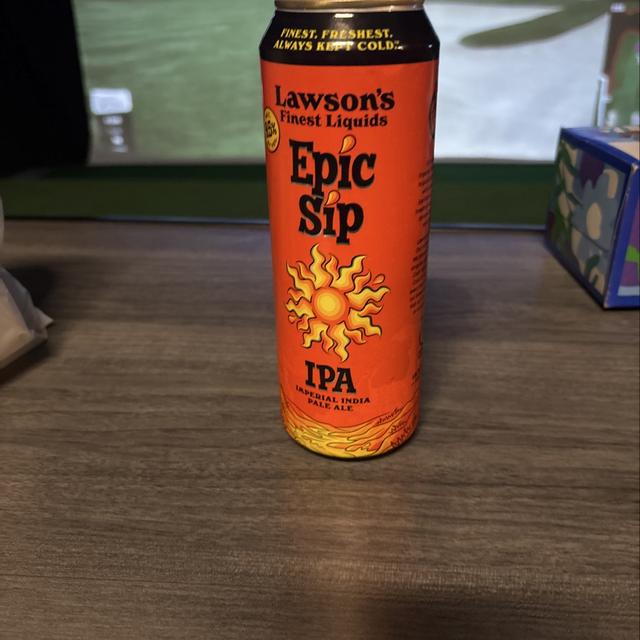 FINEST. FRESHEST.
ALWAYS KEPT COLD.
Lawson's
Finest Liquids
Epic
Sip
IPA
IMPERIAL INDIA
PALE ALE